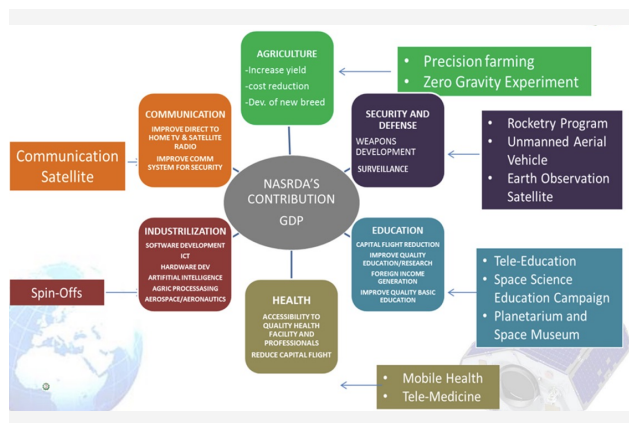 AGRICULTURE
-Increase yield
-cost reduction
-Dev. of new breed
• Precision farming
• Zero Gravity Experiment
COMMUNICATION
IMPROVE DIRECT TO
HOME TV & SATELLITE
RADIO
IMPROVE COMM
SYSTEM FOR SECURITY
Communication
Satellite
SECURITY AND
DEFENSE
WEAPONS
DEVELOPMENT
SURVEILLANCE
• Rocketry Program
• Unmanned Aerial
Vehicle
• Earth Observation
Satellite
NASRDA'S
CONTRIBUTION
GDP
INDUSTRILIZATION
SOFTWARE DEVELOPMENT
ICT
HARDWARE DEV
ARTIFITIAL INTELLIGENCE
AGRIC PROCESSASING
AEROSPACE/AERONAUTICS
Spin-Offs
EDUCATION
CAPITAL FLIGHT REDUCTION
IMPROVE QUALITY
EDUCATION/RESEARCH
FOREIGN INCOME
GENERATION
IMPROVE QUALITY BASIC
EDUCATION
• Tele-Education
• Space Science
Education Campaign
• Planetarium and
Space Museum
HEALTH
ACCESSIBILITY TO
QUALITY HEALTH
FACILITY AND
PROFESSIONALS
REDUCE CAPITAL FLIGHT
• Mobile Health
• Tele-Medicine